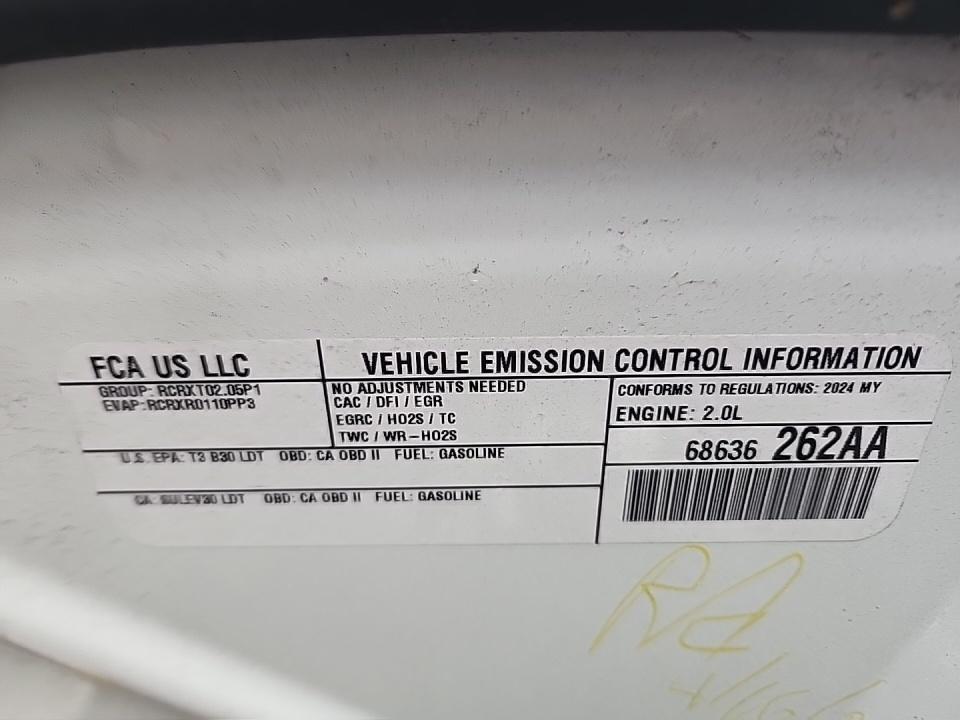 FCA US LLC
VEHICLE EMISSION CONTROL INFORMATION
GROUP: RCRXT02.05P1
EVAP: RCRXR0110PP3
NO ADJUSTMENTS NEEDED
CAC / DFI / EGR
EGRC / HO2S / TC
TWC / WR-HO2S
CONFORMS TO REGULATIONS: 2024 MY
ENGINE: 2.0L
68636 262AA
U.S. EPA: T3 B30 LDT OBD: CA OBD II FUEL: GASOLINE
CA: SULEV30 LDT OBD: CA OBD II FUEL: GASOLINE